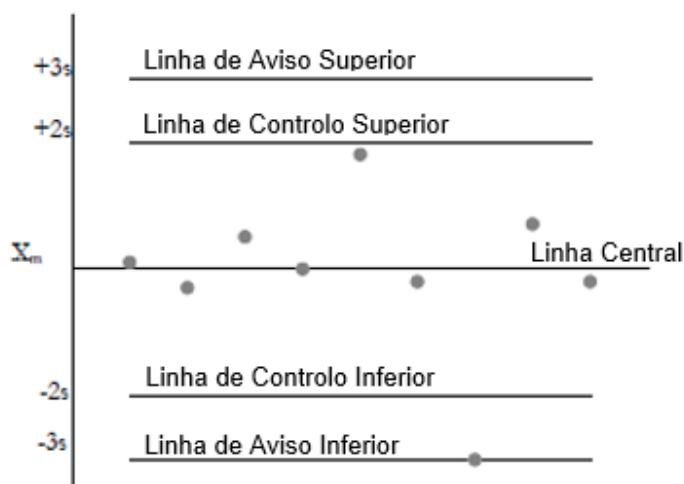 +3s
Linha de Aviso Superior
+2s
Linha de Controlo Superior
Xm
Linha Central
Linha de Controlo Inferior
-2s
Linha de Aviso Inferior
-3s